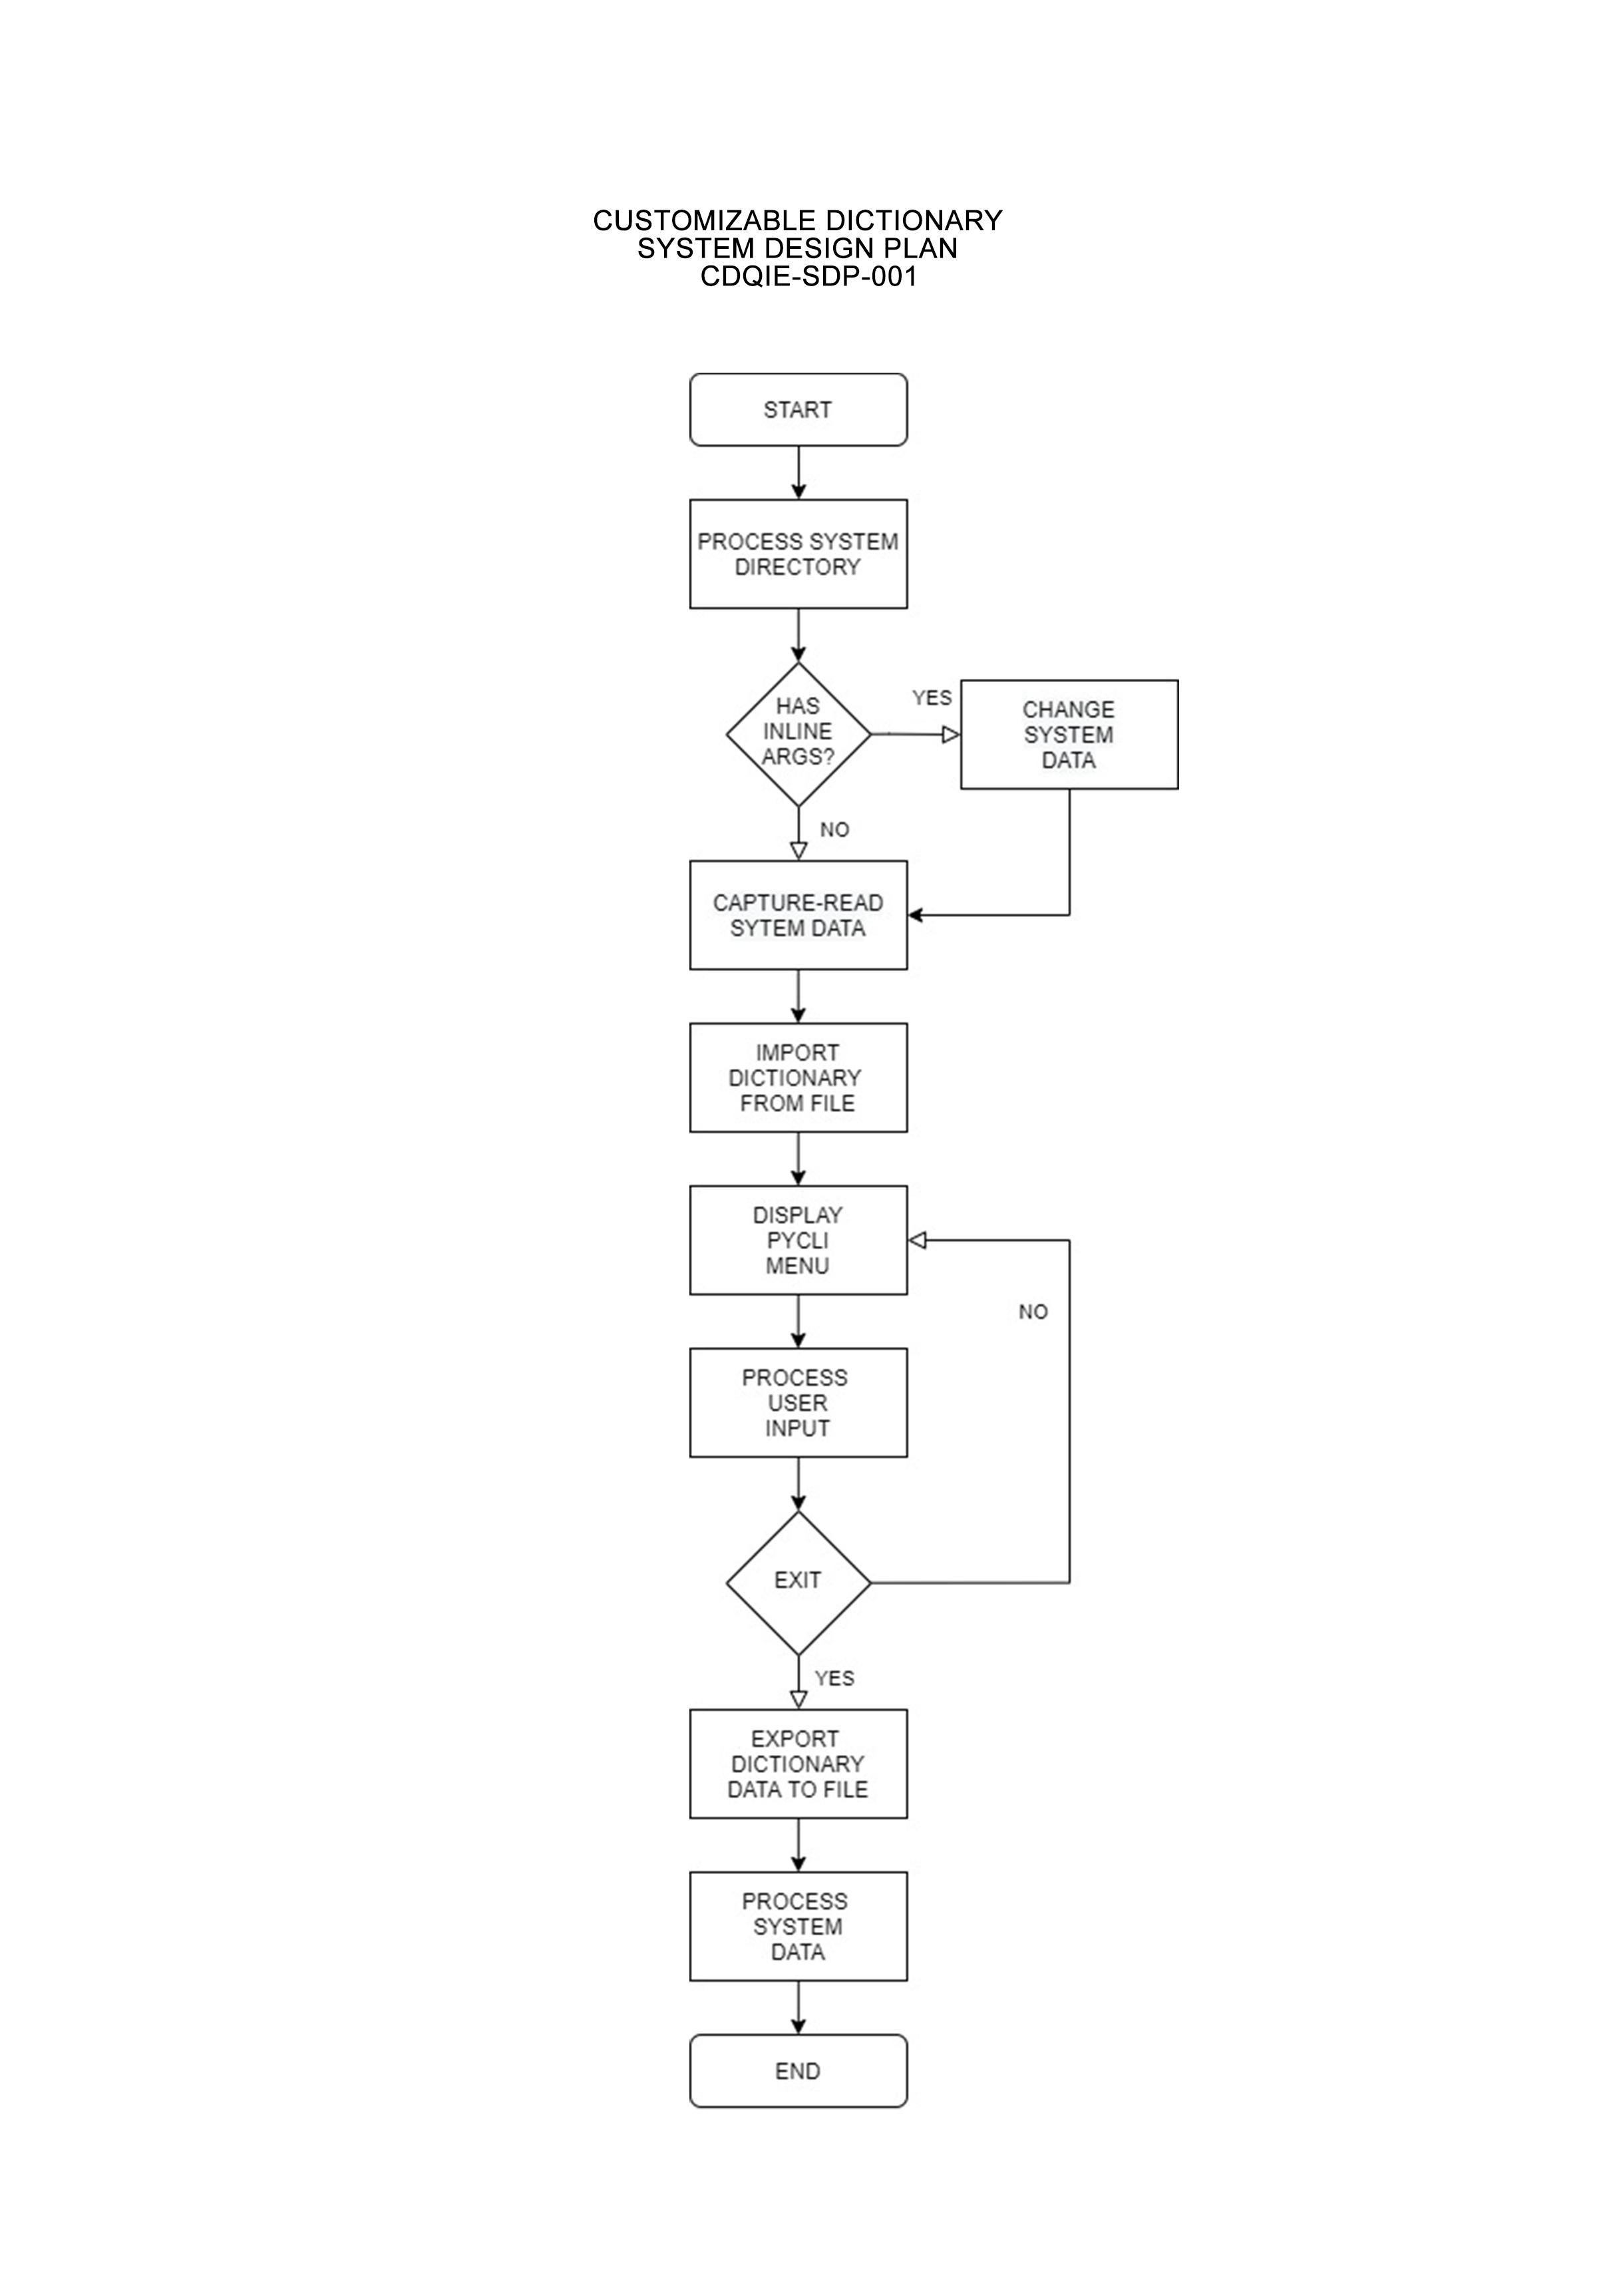 CUSTOMIZABLE DICTIONARY
SYSTEM DESIGN PLAN
CDQIE-SDP-001
START
PROCESS SYSTEM
DIRECTORY
HAS
INLINE
ARGS?
YES
CHANGE
SYSTEM
DATA
NO
CAPTURE-READ
SYTEM DATA
IMPORT
DICTIONARY
FROM FILE
DISPLAY
PYCLI
MENU
NO
PROCESS
USER
INPUT
EXIT
YES
EXPORT
DICTIONARY
DATA TO FILE
PROCESS
SYSTEM
DATA
END